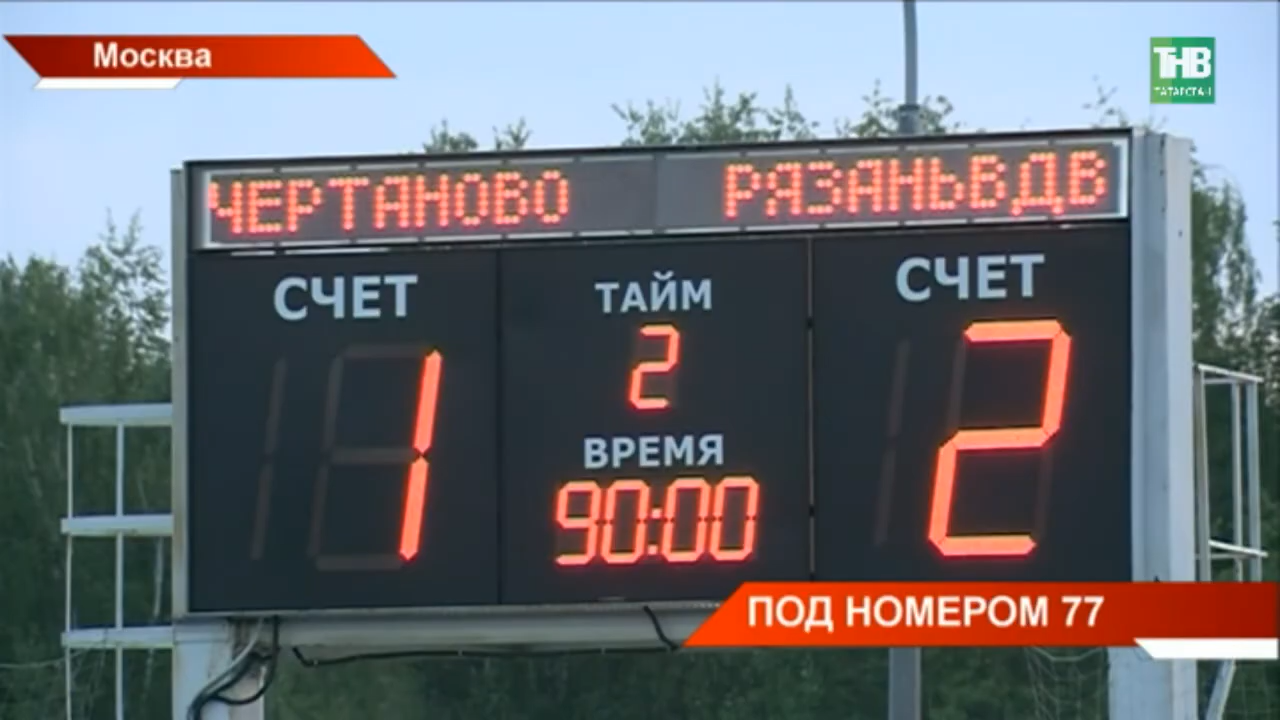 Москва
ТНВ
ТАТАРСТАН
ЧЕРТАНОВО РЯЗАНЬВДВ
СЧЕТ ТАЙМ СЧЕТ
1 2 2
ВРЕМЯ
90:00
ПОД НОМЕРОМ 77